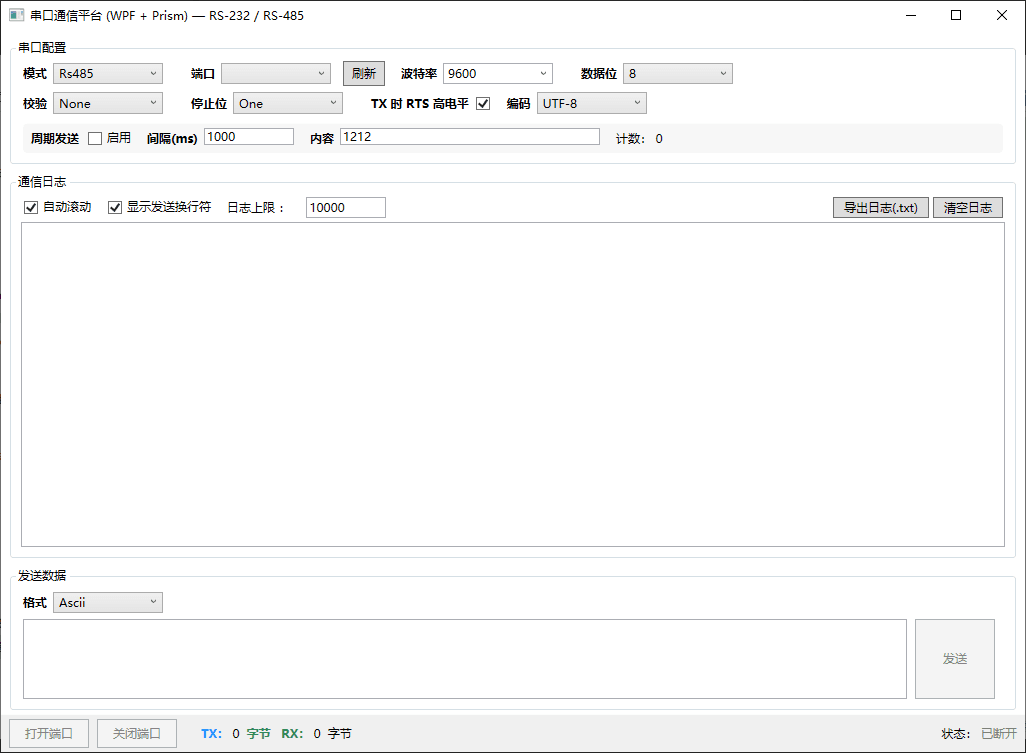 串口通信平台 (WPF + Prism) — RS-232 / RS-485
串口配置
模式 Rs485 端口 刷新 波特率 9600 数据位 8
校验 None 停止位 One TX 时 RTS 高电平 编码 UTF-8
周期发送 启用 间隔(ms) 1000 内容 1212 计数： 0
通信日志
自动滚动 显示发送换行符 日志上限： 10000 导出日志(.txt) 清空日志
发送数据
格式 Ascii
发送
打开端口 关闭端口 TX: 0 字节 RX: 0 字节 状态： 已断开